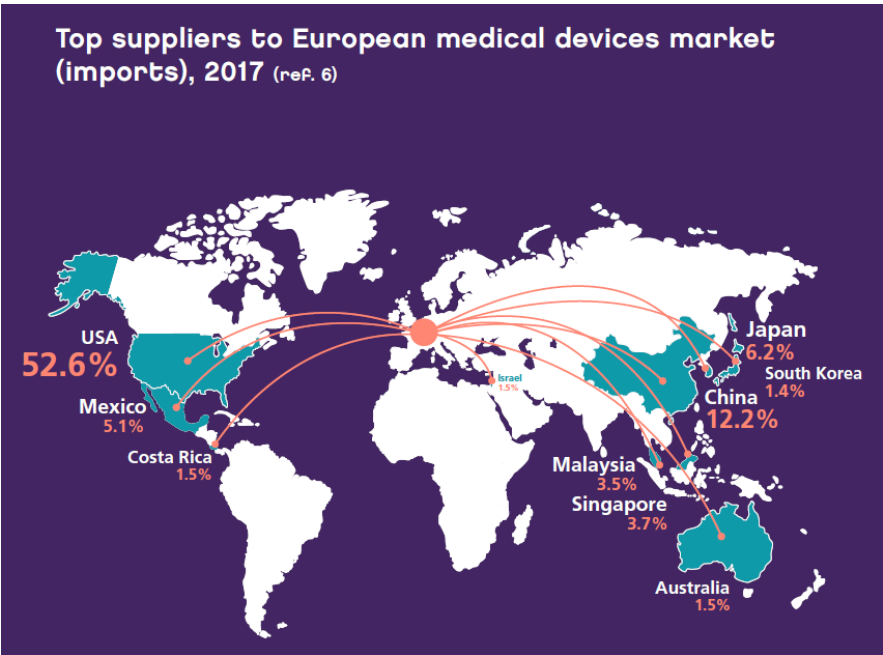 Top suppliers to European medical devices market
(imports), 2017 (ref. 6)
USA
52.6%
Mexico
5.1%
Costa Rica
1.5%
Israel
1.5%
Japan
6.2%
South Korea
1.4%
China
12.2%
Malaysia
3.5%
Singapore
3.7%
Australia
1.5%